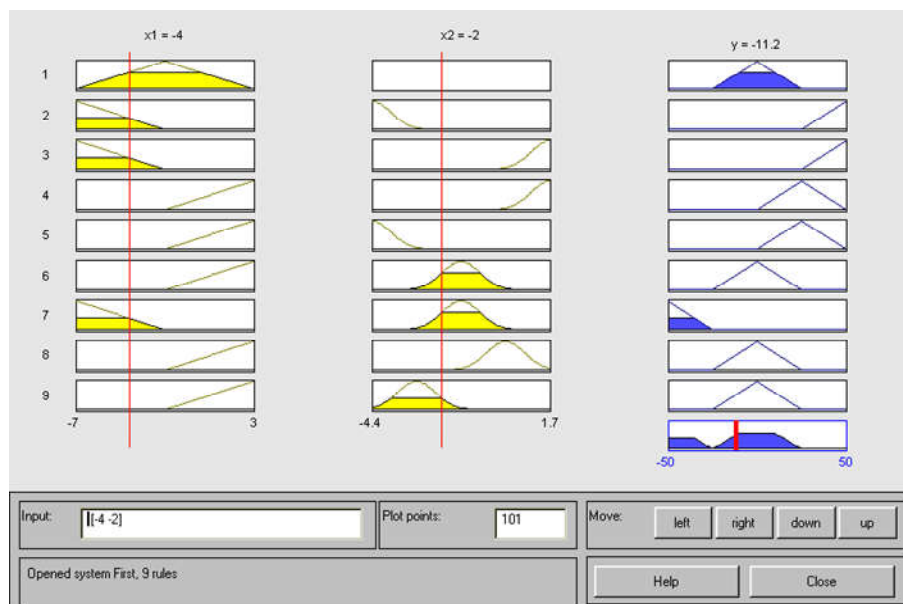 x1 = -4
x2 = -2
y = -11.2
1
2
3
4
5
6
7
8
9
-7
3
-4.4
1.7
-50
50
Input:
[-4 -2]
Plot points:
101
Move:
left
right
down
up
Opened system First, 9 rules
Help
Close